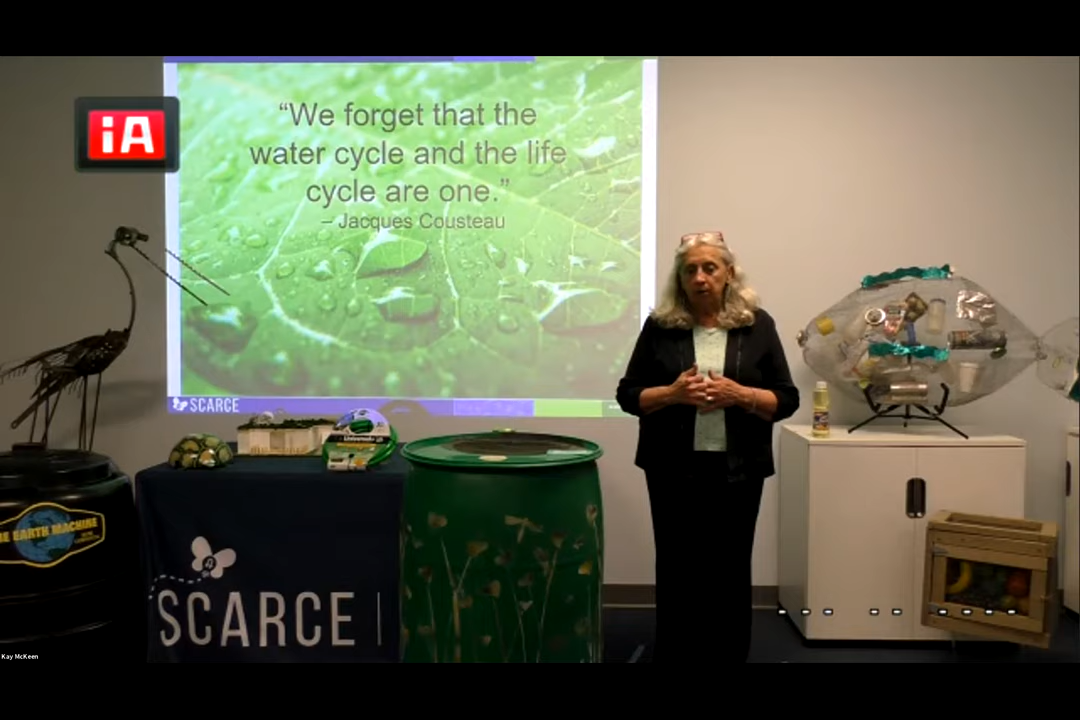 iA
“We forget that the
water cycle and the life
cycle are one.”
– Jacques Cousteau
SCARCE
THE EARTH MACHINE
SCARCE
Kay McKeen